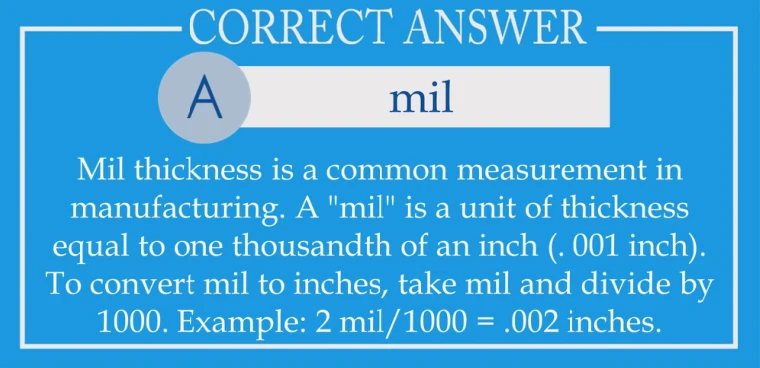 CORRECT ANSWER
A
mil
Mil thickness is a common measurement in
manufacturing. A "mil" is a unit of thickness
equal to one thousandth of an inch (. 001 inch).
To convert mil to inches, take mil and divide by
1000. Example: 2 mil/1000 = .002 inches.